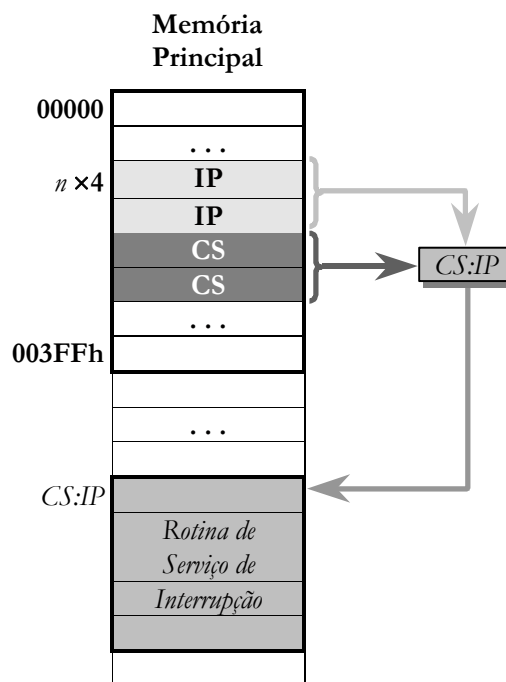 Memória
Principal
00000
. . .
n ×4
IP
IP
CS
CS
CS:IP
. . .
003FFh
. . .
CS:IP
Rotina de
Serviço de
Interrupção